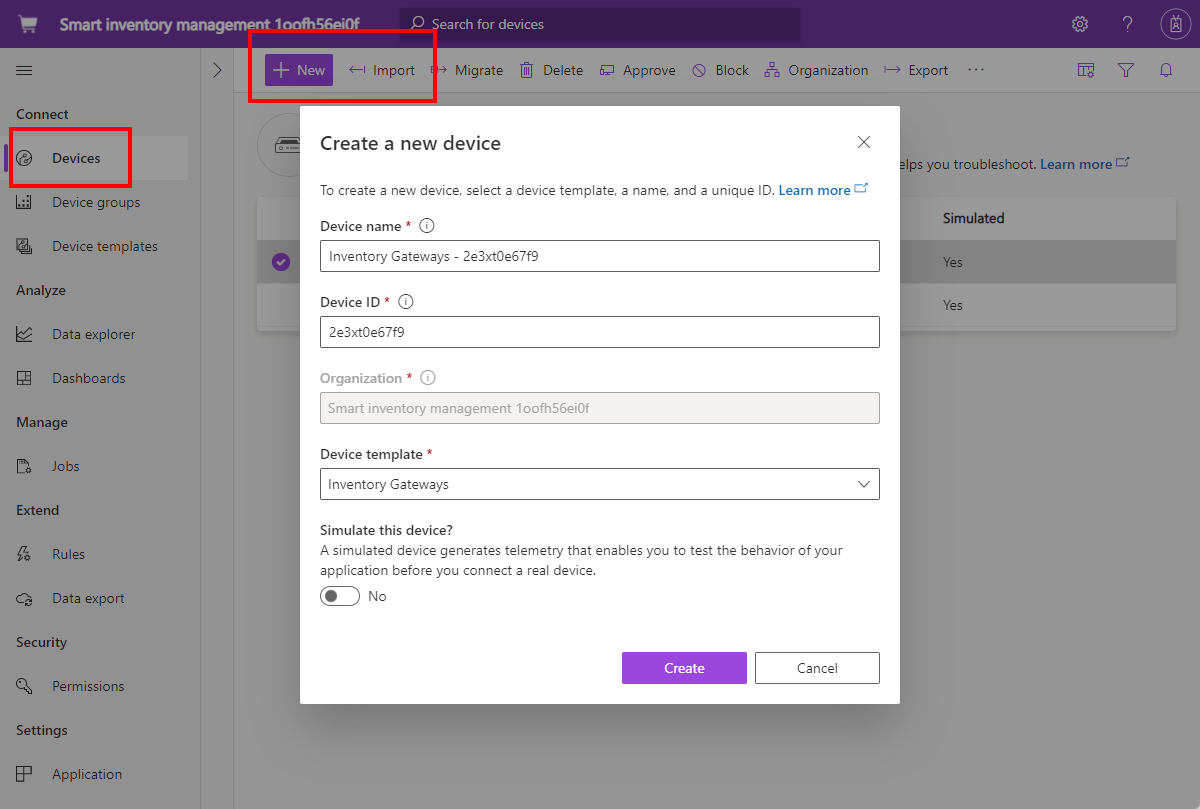 Smart inventory management 1oofh56ei0f
Search for devices
New Import Migrate Delete Approve Block Organization Export
Connect
Devices
Device groups
Device templates
Analyze
Data explorer
Dashboards
Manage
Jobs
Extend
Rules
Data export
Security
Permissions
Settings
Application
elps you troubleshoot. Learn more
Simulated
Yes
Yes
Create a new device
To create a new device, select a device template, a name, and a unique ID. Learn more
Device name *
Inventory Gateways - 2e3xt0e67f9
Device ID *
2e3xt0e67f9
Organization *
Smart inventory management 1oofh56ei0f
Device template *
Inventory Gateways
Simulate this device?
A simulated device generates telemetry that enables you to test the behavior of your
application before you connect a real device.
No
Create Cancel